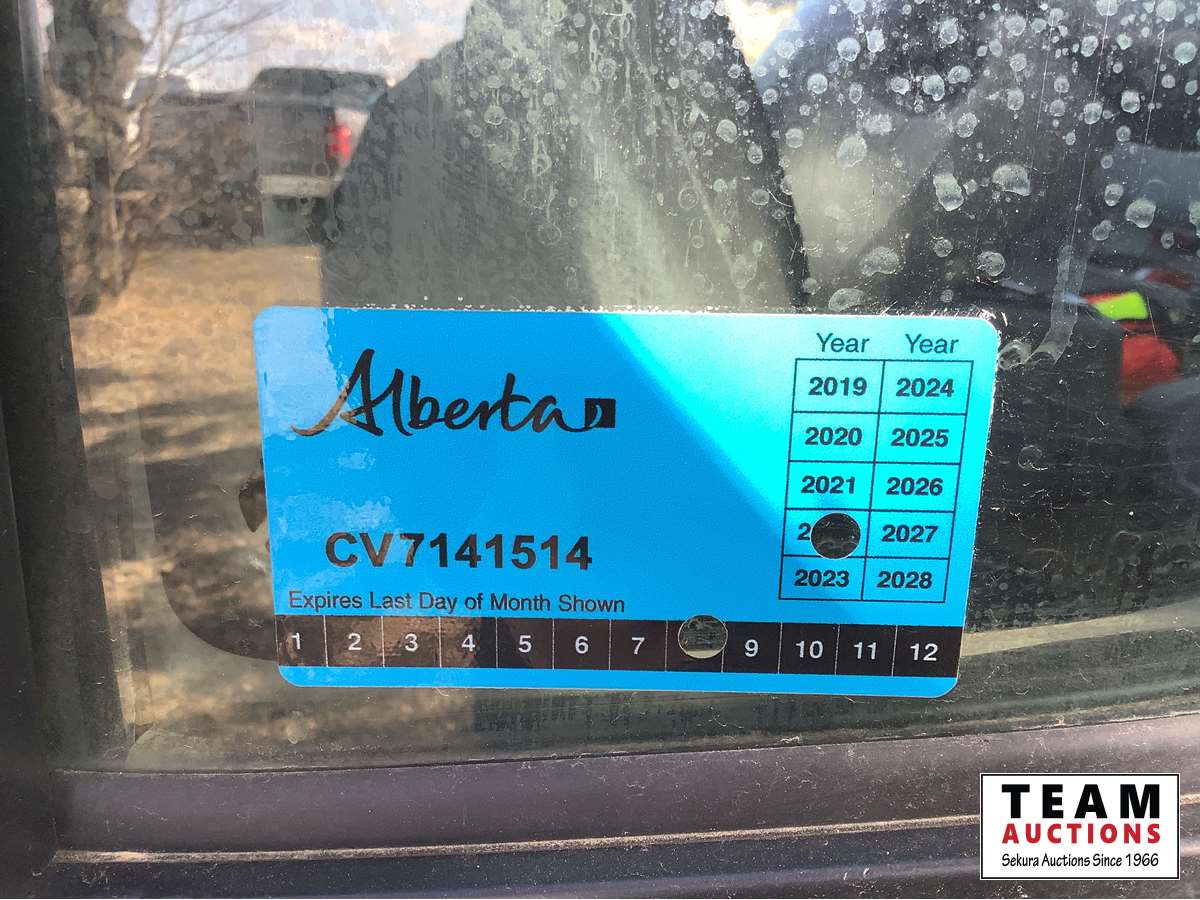 Alberta
Year Year
2019 2024
2020 2025
2021 2026
2 2027
2023 2028
CV7141514
Expires Last Day of Month Shown
1 2 3 4 5 6 7 9 10 11 12
TEAM
AUCTIONS
Sekura Auctions Since 1966